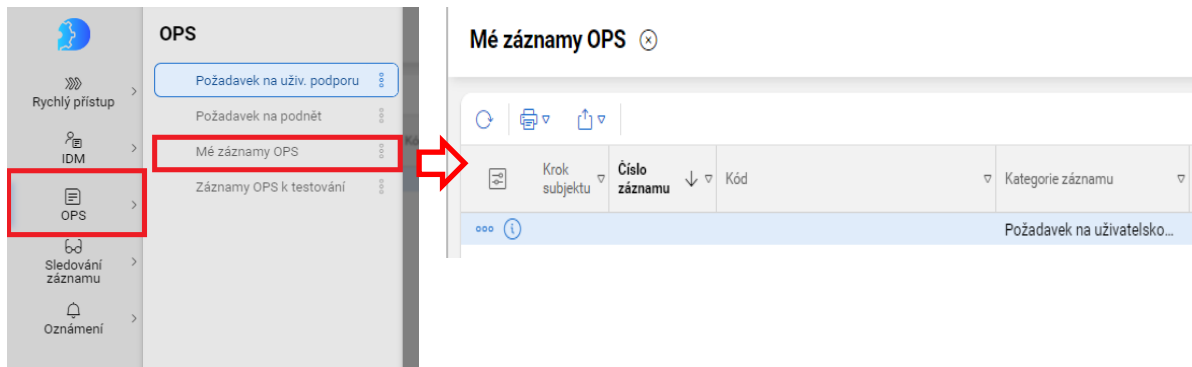 OPS
Rychlý přístup
IDM
OPS
Sledování
záznamu
Oznámení
Požadavek na uživ. podporu
Požadavek na podnět
Mé záznamy OPS
Záznamy OPS k testování
Mé záznamy OPS
Krok
subjektu
Číslo
záznamu
Kód
Kategorie záznamu
Požadavek na uživatelsko...